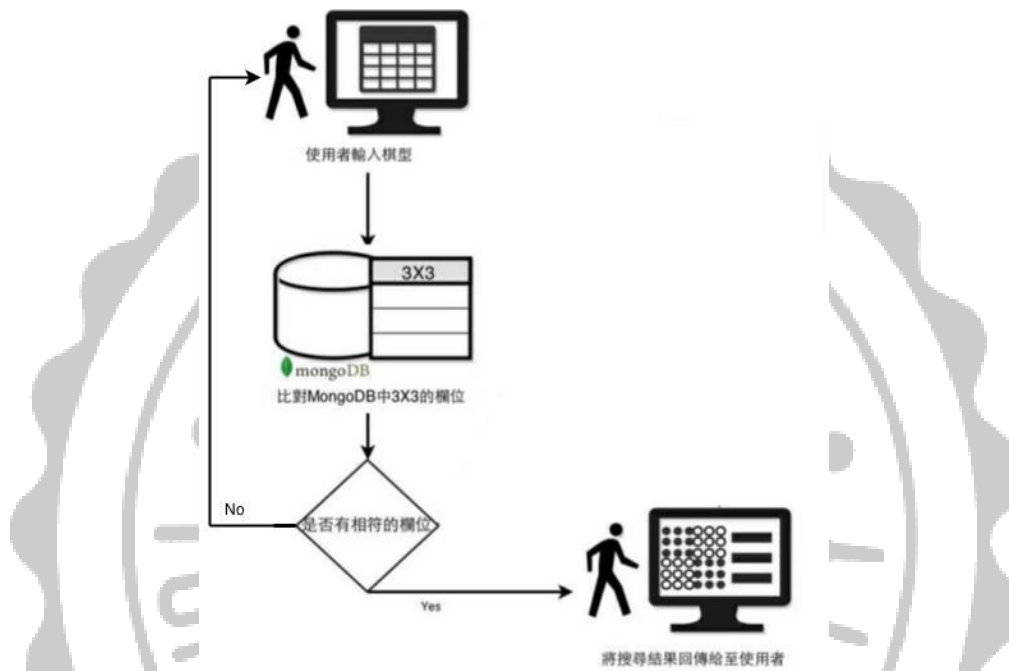 使用者輸入棋型
3X3
mongoDB
比對MongoDB中3X3的欄位
No
是否有相符的欄位
Yes
將搜尋結果回傳給至使用者